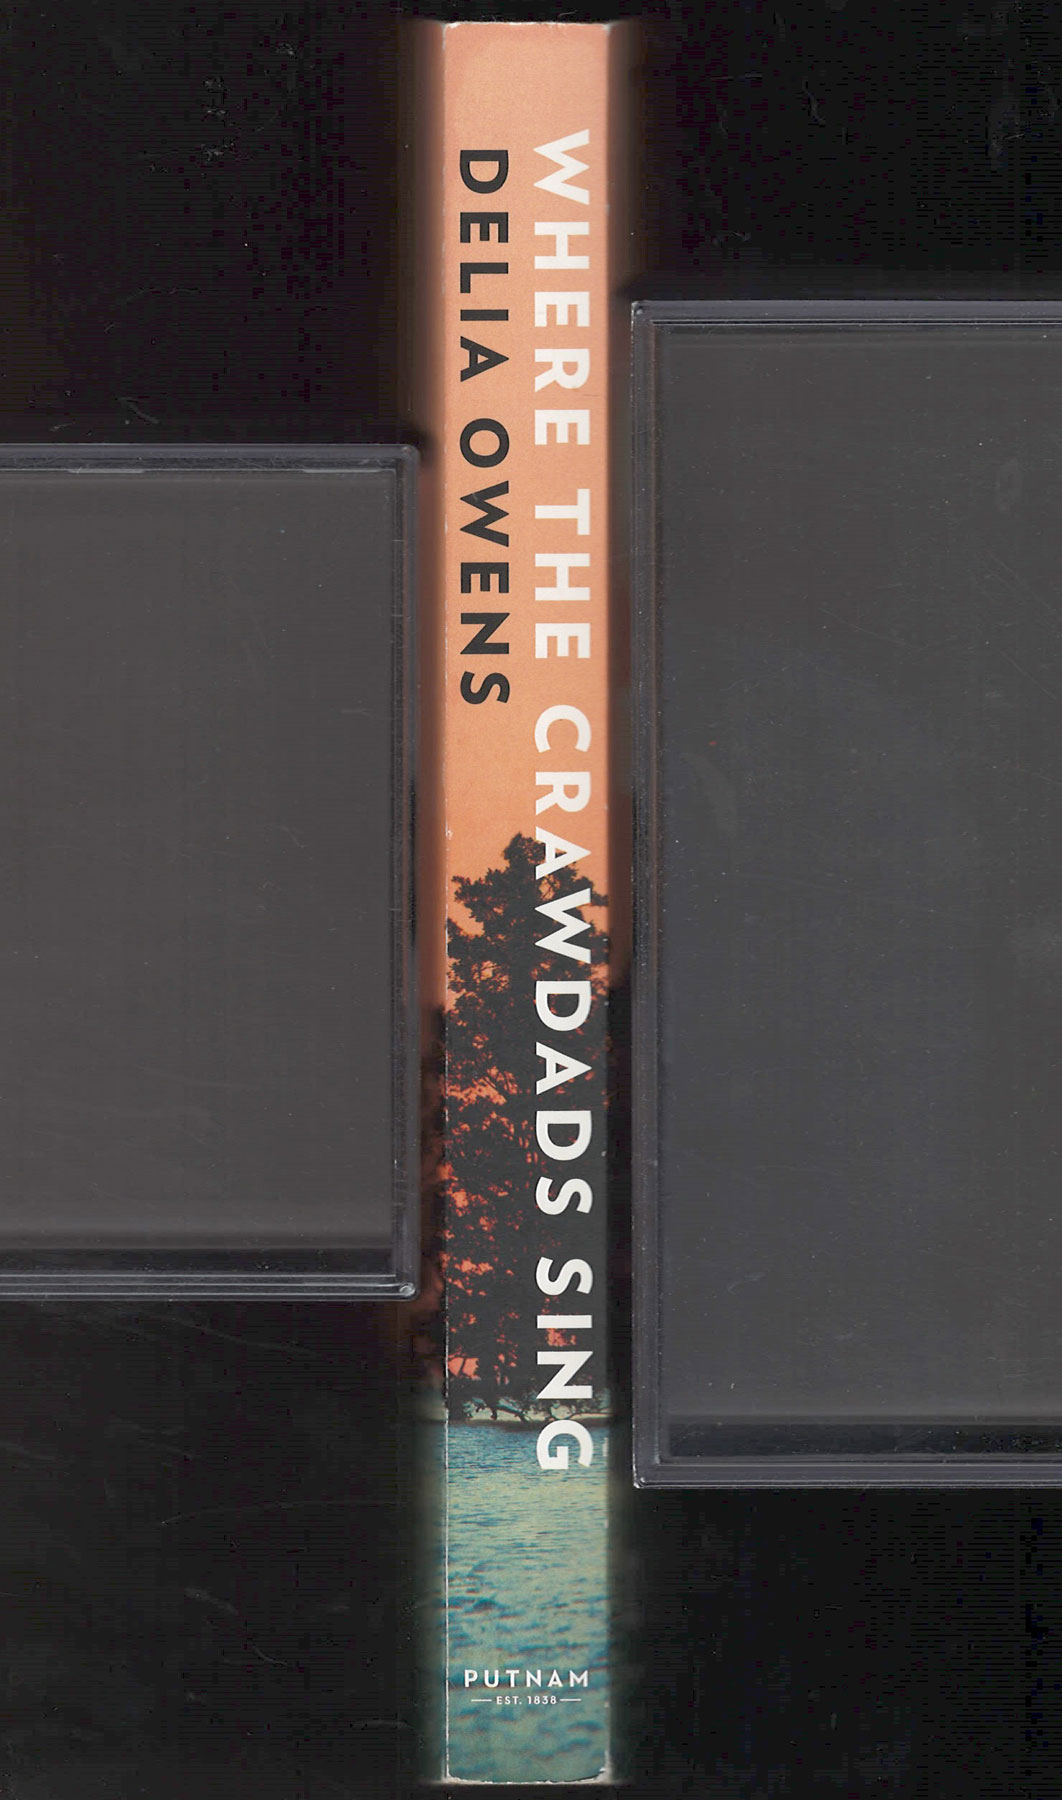 WHERE THE CRAWDADS SING
DELIA OWENS
PUTNAM
EST. 1838